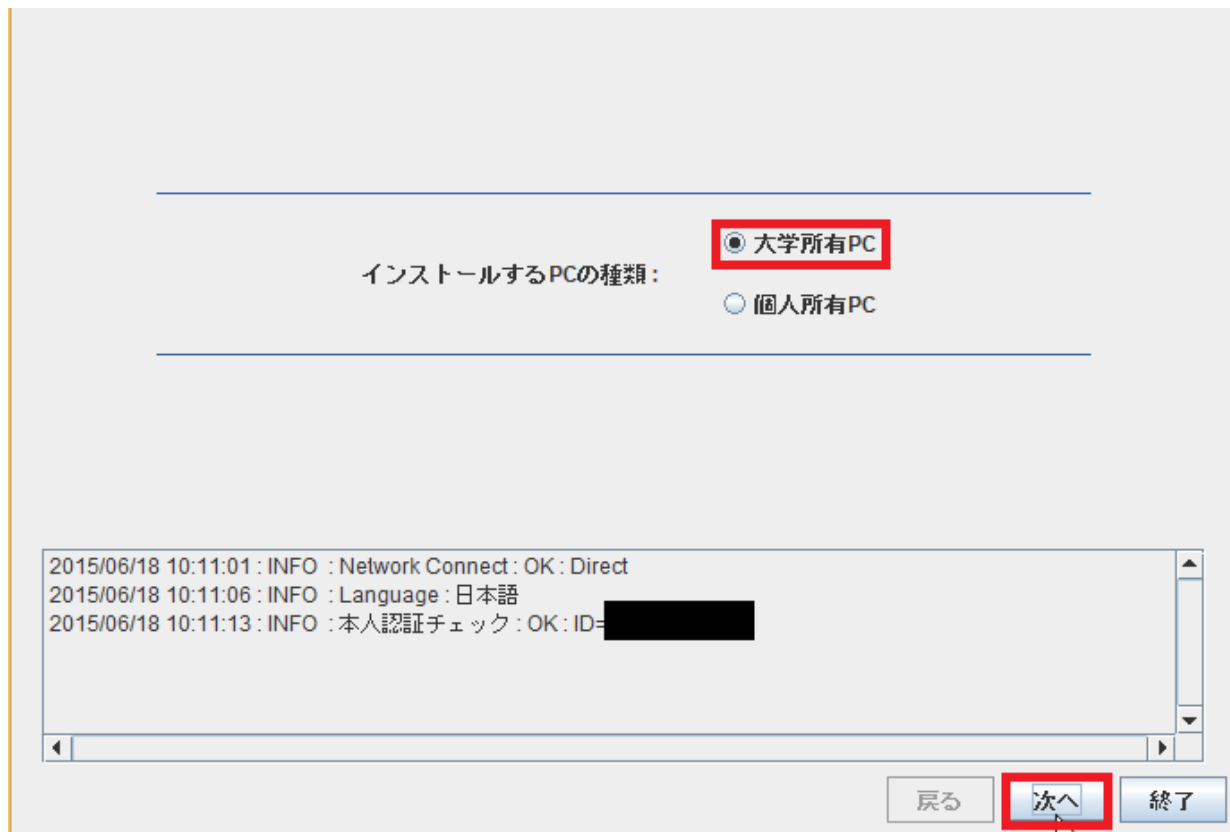 大学所有PC
インストールするPCの種類:
個人所有PC
2015/06/18 10:11:01 : INFO : Network Connect : OK : Direct
2015/06/18 10:11:06 : INFO : Language : 日本語
2015/06/18 10:11:13 : INFO : 本人認証チェック : OK : ID=
戻る 次へ 終了